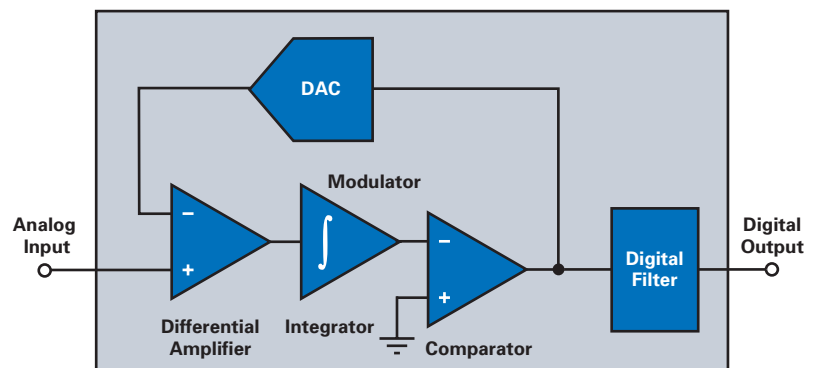 DAC
Modulator
Analog
Input
−
+
∫
−
+
Digital
Filter
Digital
Output
Differential
Amplifier
Integrator
Comparator